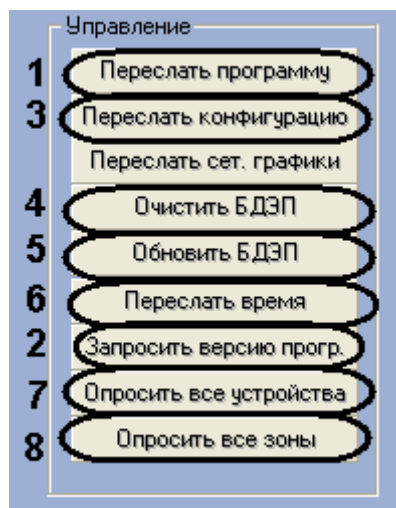 Управление
1 Переслать программу
3 Переслать конфигурацию
Переслать сет. графики
4 Очистить БДЭП
5 Обновить БДЭП
6 Переслать время
2 Запросить версию прогр.
7 Опросить все устройства
8 Опросить все зоны